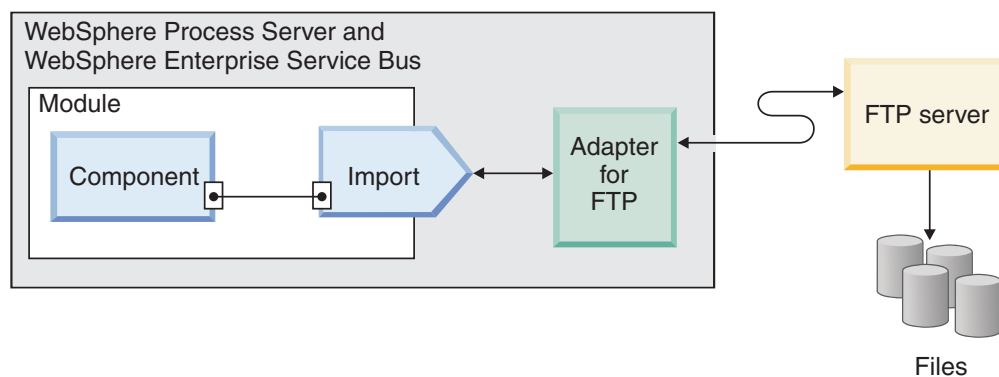 WebSphere Process Server and
WebSphere Enterprise Service Bus
Module
Component
Import
Adapter
for
FTP
FTP server
Files